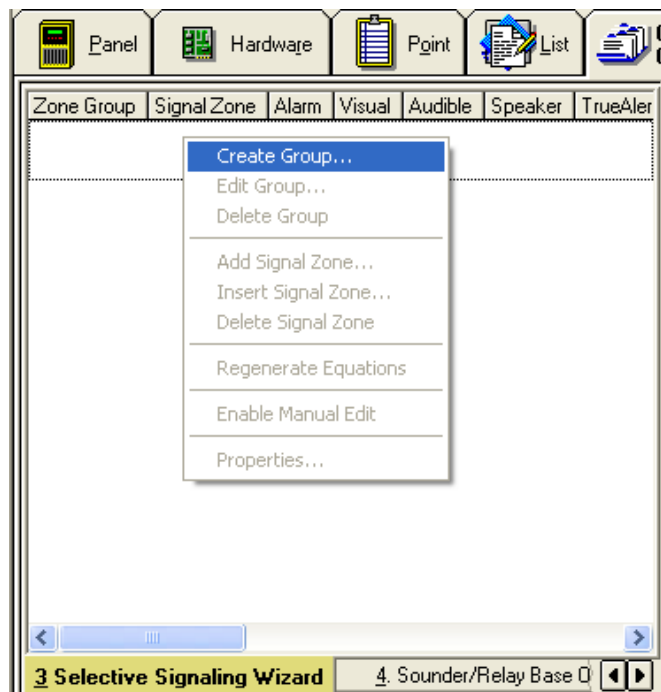 Panel Hardware Point List
Zone Group Signal Zone Alarm Visual Audible Speaker TrueAler
Create Group...
Edit Group...
Delete Group
Add Signal Zone...
Insert Signal Zone...
Delete Signal Zone
Regenerate Equations
Enable Manual Edit
Properties...
3 Selective Signaling Wizard 4. Sounder/Relay Base O